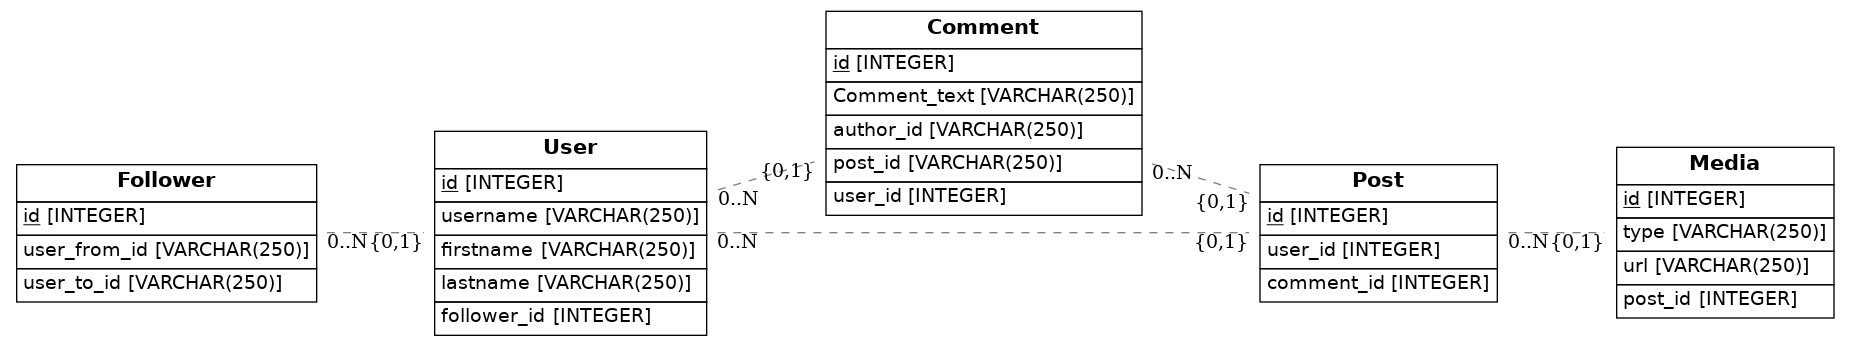 Follower
id [INTEGER]
user_from_id [VARCHAR(250)]
user_to_id [VARCHAR(250)]
0..N
{0,1}
User
id [INTEGER]
username [VARCHAR(250)]
firstname [VARCHAR(250)]
lastname [VARCHAR(250)]
follower_id [INTEGER]
{0,1}
0..N
0..N
{0,1}
Comment
id [INTEGER]
Comment_text [VARCHAR(250)]
author_id [VARCHAR(250)]
post_id [VARCHAR(250)]
user_id [INTEGER]
0..N
{0,1}
Post
id [INTEGER]
user_id [INTEGER]
comment_id [INTEGER]
0..N
{0,1}
Media
id [INTEGER]
type [VARCHAR(250)]
url [VARCHAR(250)]
post_id [INTEGER]